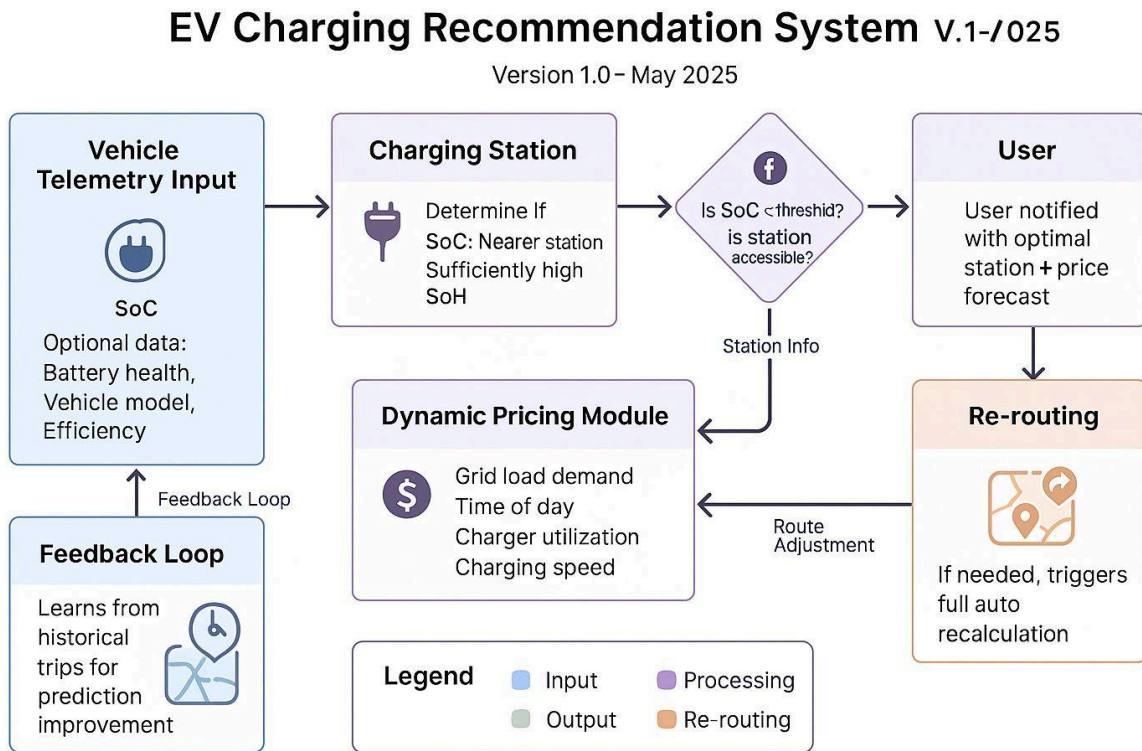 EV Charging Recommendation System V.1-/025
Version 1.0 – May 2025
Vehicle
Telemetry Input
SoC
Optional data:
Battery health,
Vehicle model,
Efficiency
Charging Station
Determine If
SoC: Nearer station
Sufficiently high
SoH
f
Is SoC <threshid?
is station
accessible?
User
User notified
with optimal
station + price
forecast
Station Info
Dynamic Pricing Module
$
Grid load demand
Time of day
Charger utilization
Charging speed
Re-routing
If needed, triggers
full auto
recalculation
Route
Adjustment
Feedback Loop
Feedback Loop
Learns from
historical
trips for
prediction
improvement
Legend
Input
Processing
Output
Re-routing